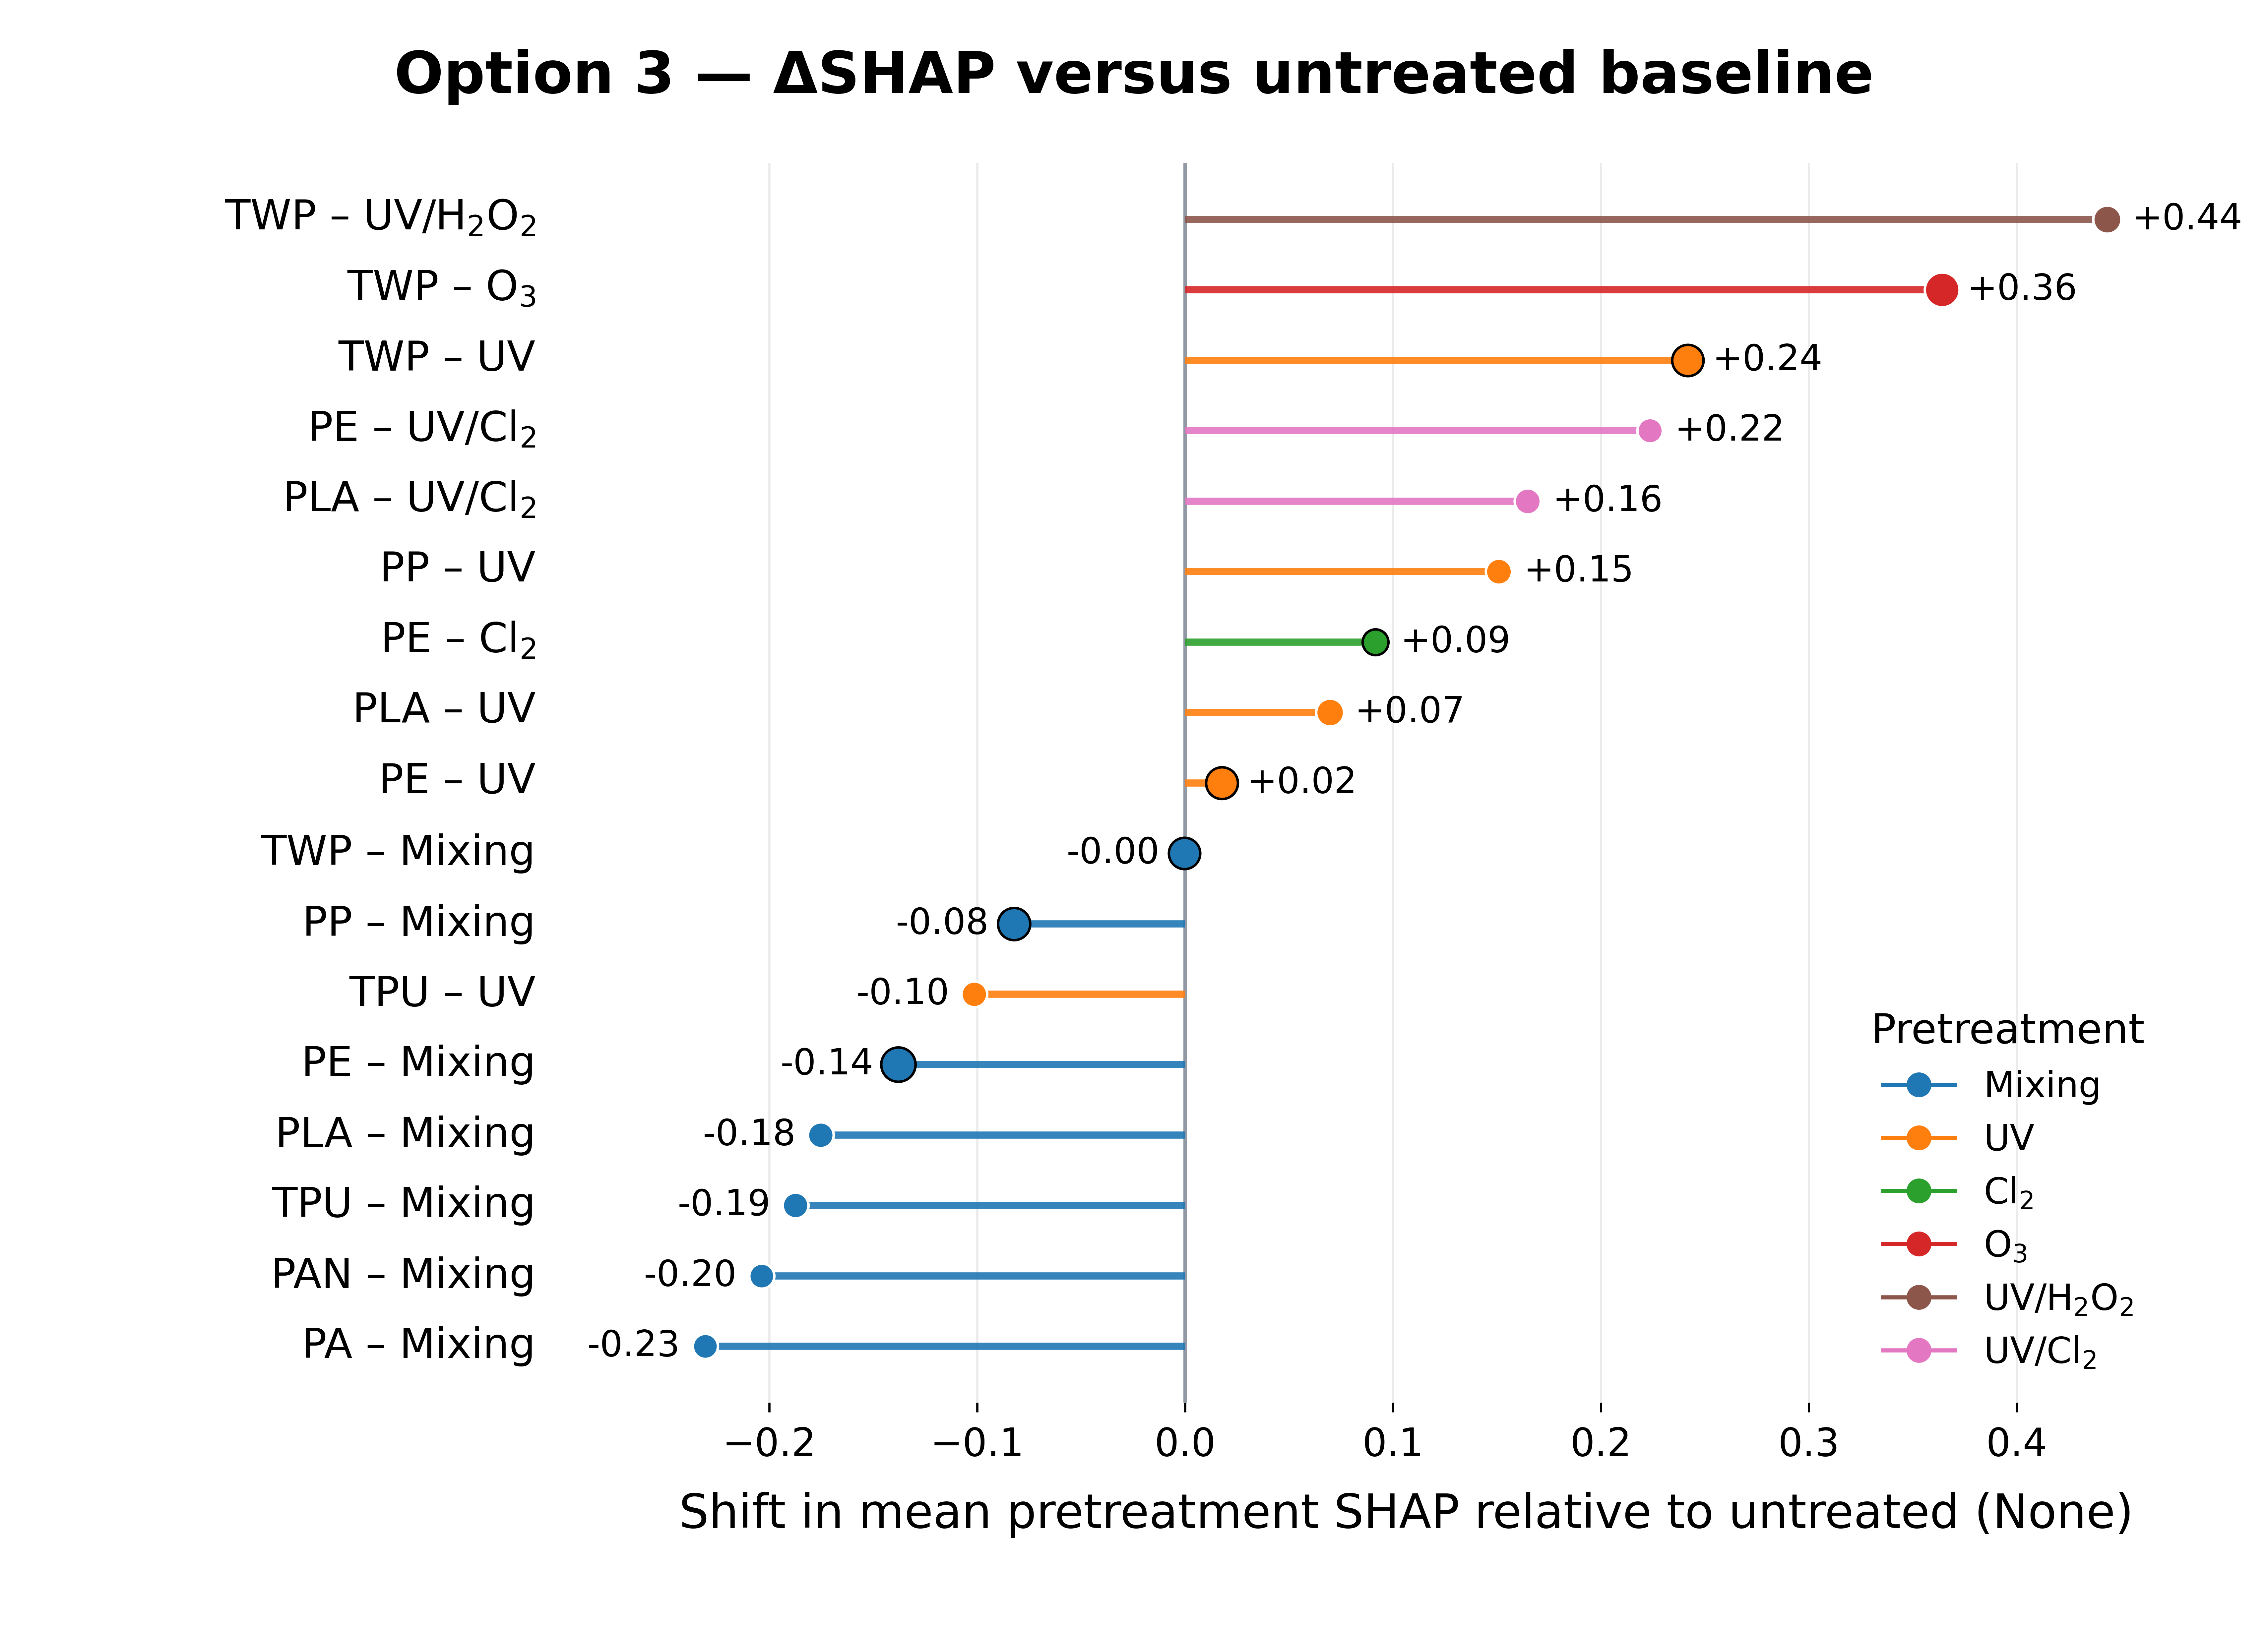 Option 3 — ΔSHAP versus untreated baseline
TWP – UV/H₂O₂ +0.44
TWP – O₃ +0.36
TWP – UV +0.24
PE – UV/Cl₂ +0.22
PLA – UV/Cl₂ +0.16
PP – UV +0.15
PE – Cl₂ +0.09
PLA – UV +0.07
PE – UV +0.02
TWP – Mixing -0.00
PP – Mixing -0.08
TPU – UV -0.10
PE – Mixing -0.14
PLA – Mixing -0.18
TPU – Mixing -0.19
PAN – Mixing -0.20
PA – Mixing -0.23
Pretreatment
Mixing
UV
Cl₂
O₃
UV/H₂O₂
UV/Cl₂
−0.2 −0.1 0.0 0.1 0.2 0.3 0.4
Shift in mean pretreatment SHAP relative to untreated (None)